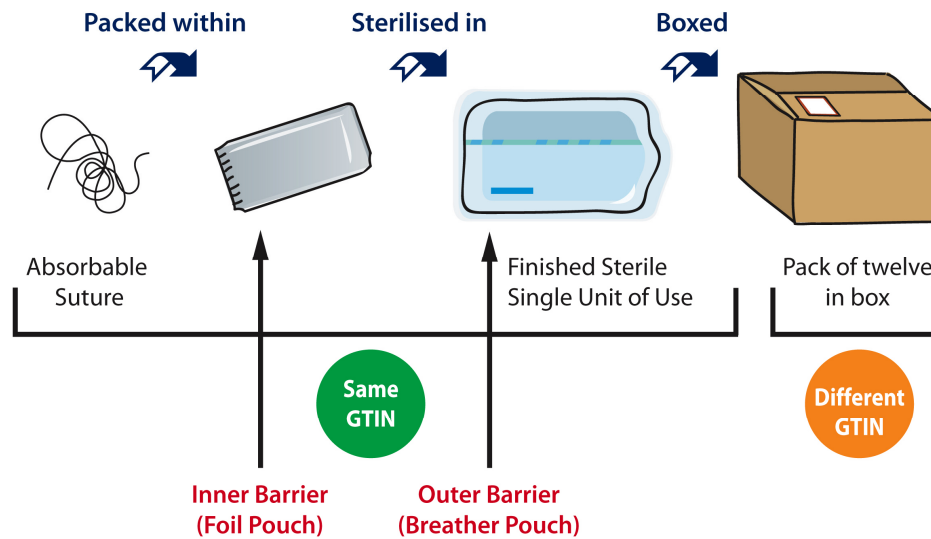 Packed within
Sterilised in
Boxed
Absorbable
Suture
Finished Sterile
Single Unit of Use
Pack of twelve
in box
Same
GTIN
Different
GTIN
Inner Barrier
(Foil Pouch)
Outer Barrier
(Breather Pouch)